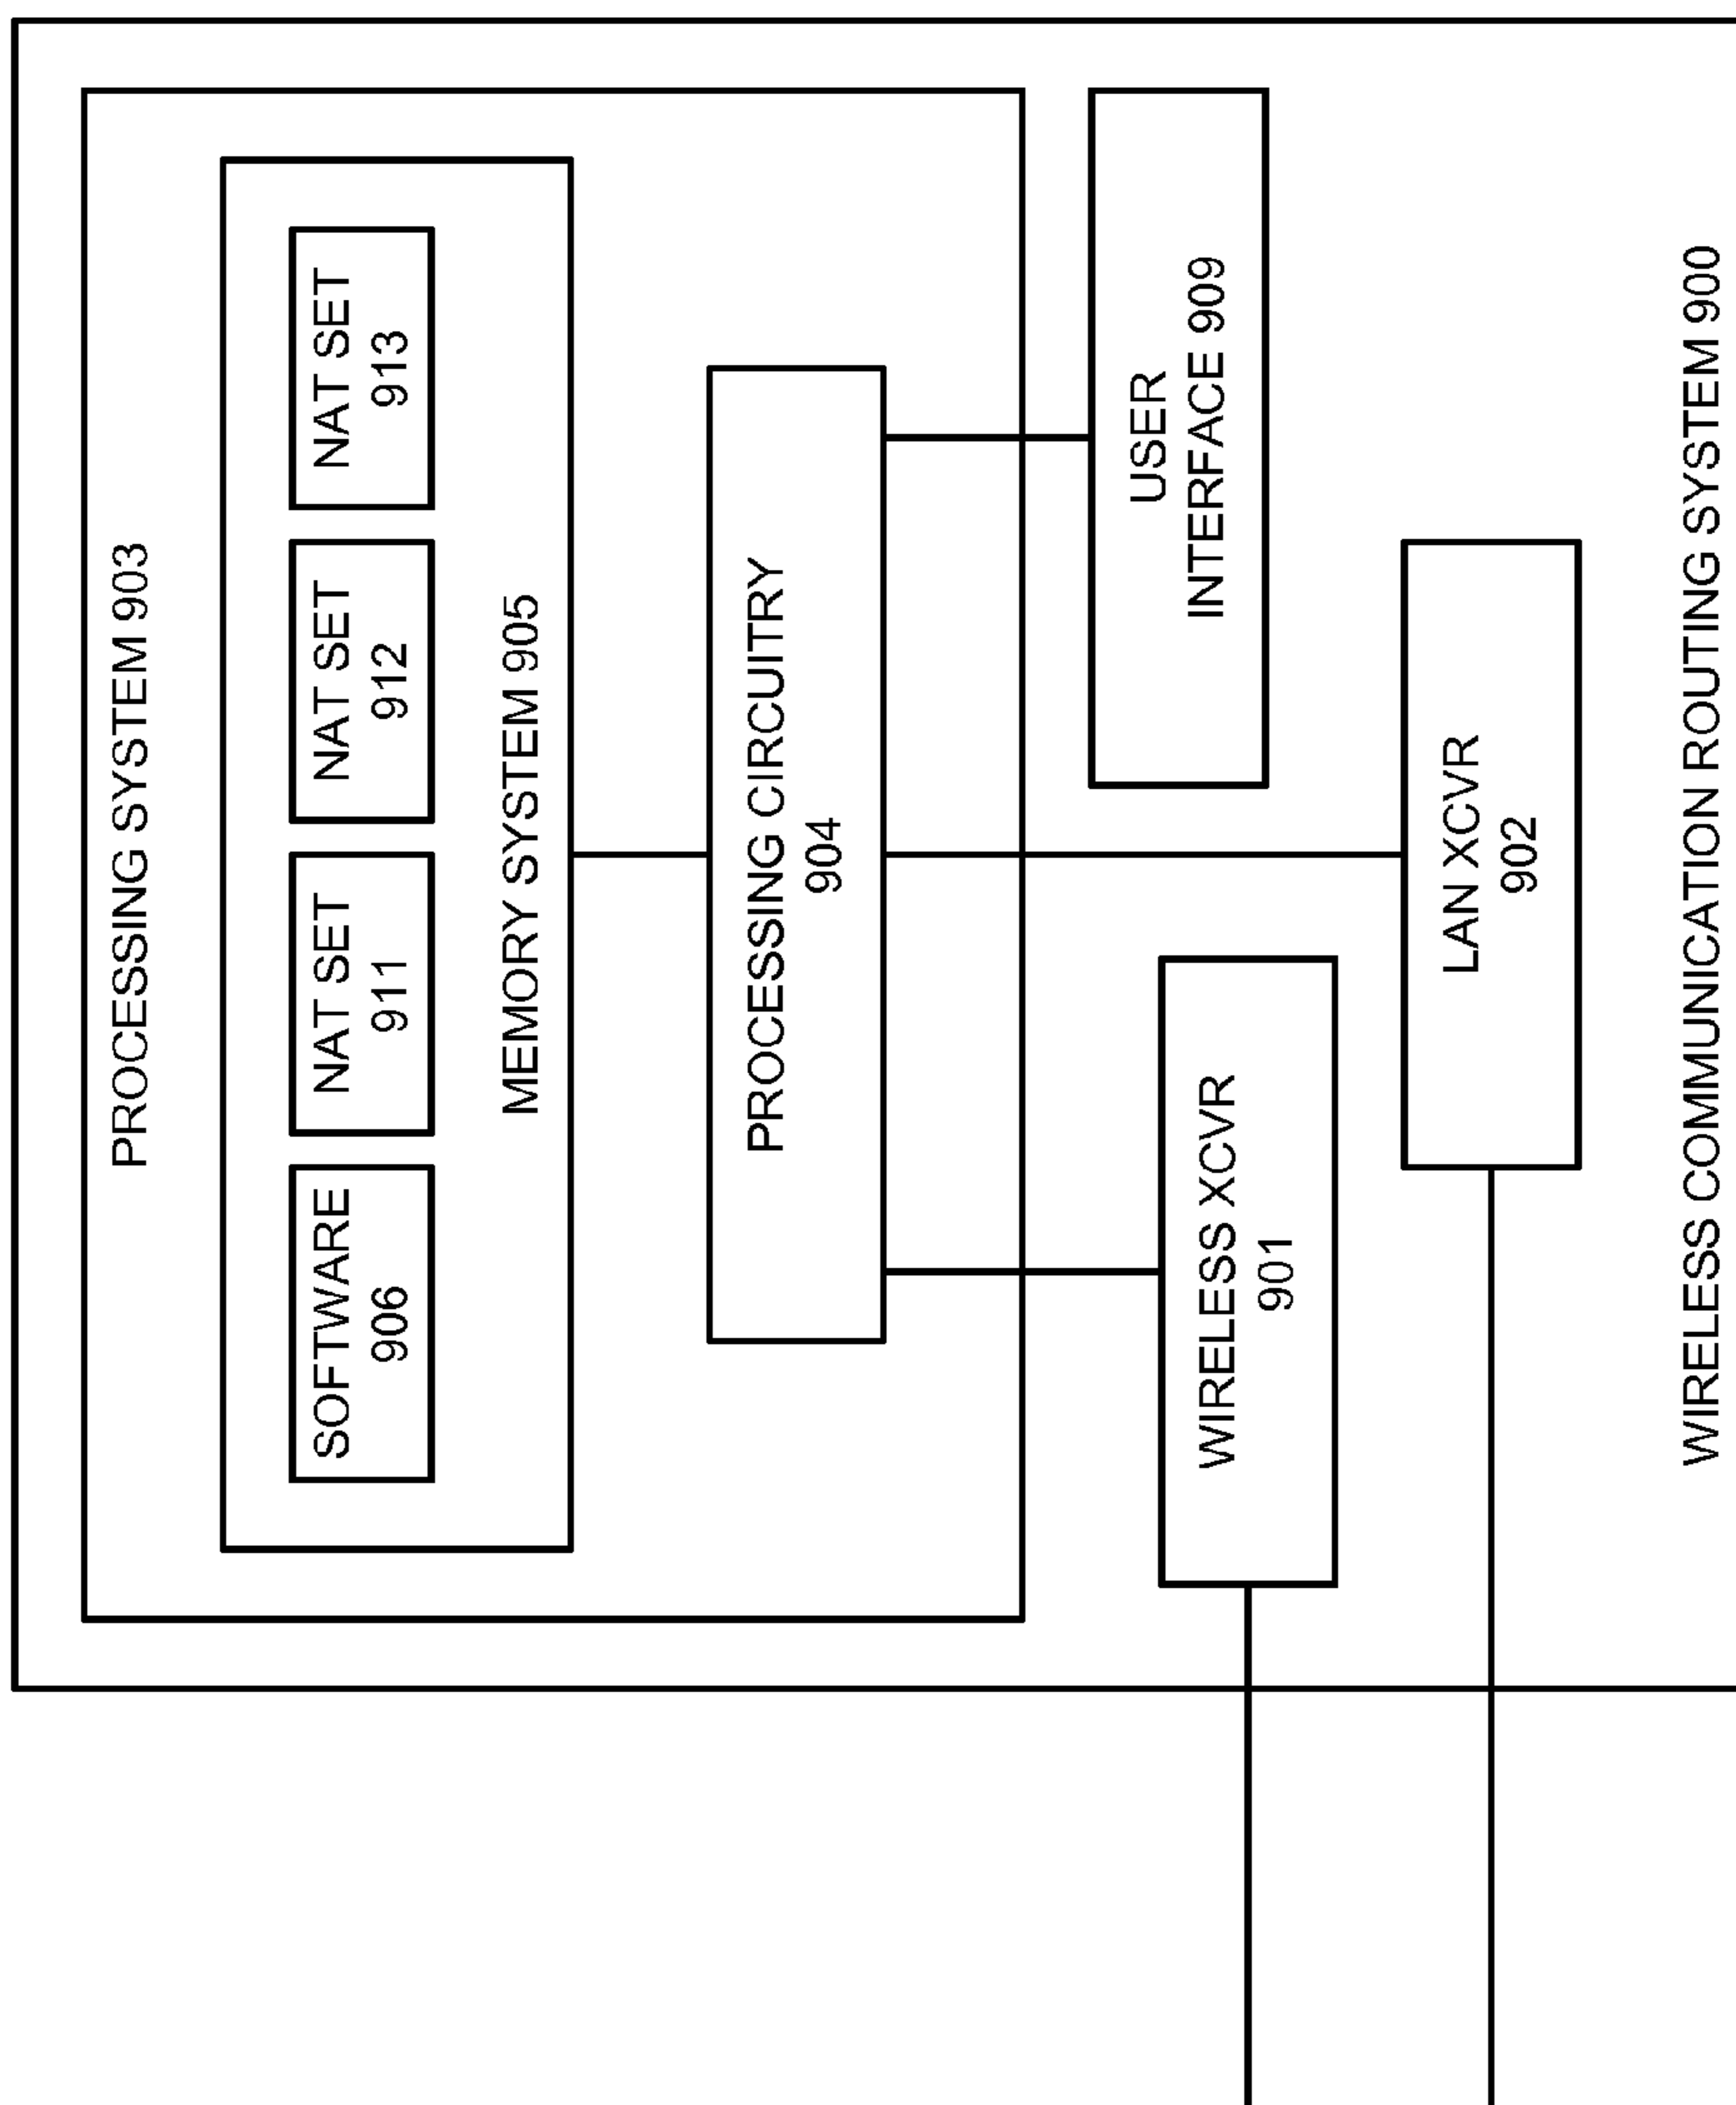 PROCESSING SYSTEM 903
SOFTWARE
906
NAT SET
911
NAT SET
912
NAT SET
913
MEMORY SYSTEM 905
PROCESSING CIRCUITRY
904
WIRELESS XCVR
901
USER
INTERFACE 909
LAN XCVR
902
WIRELESS COMMUNICATION ROUTING SYSTEM 900